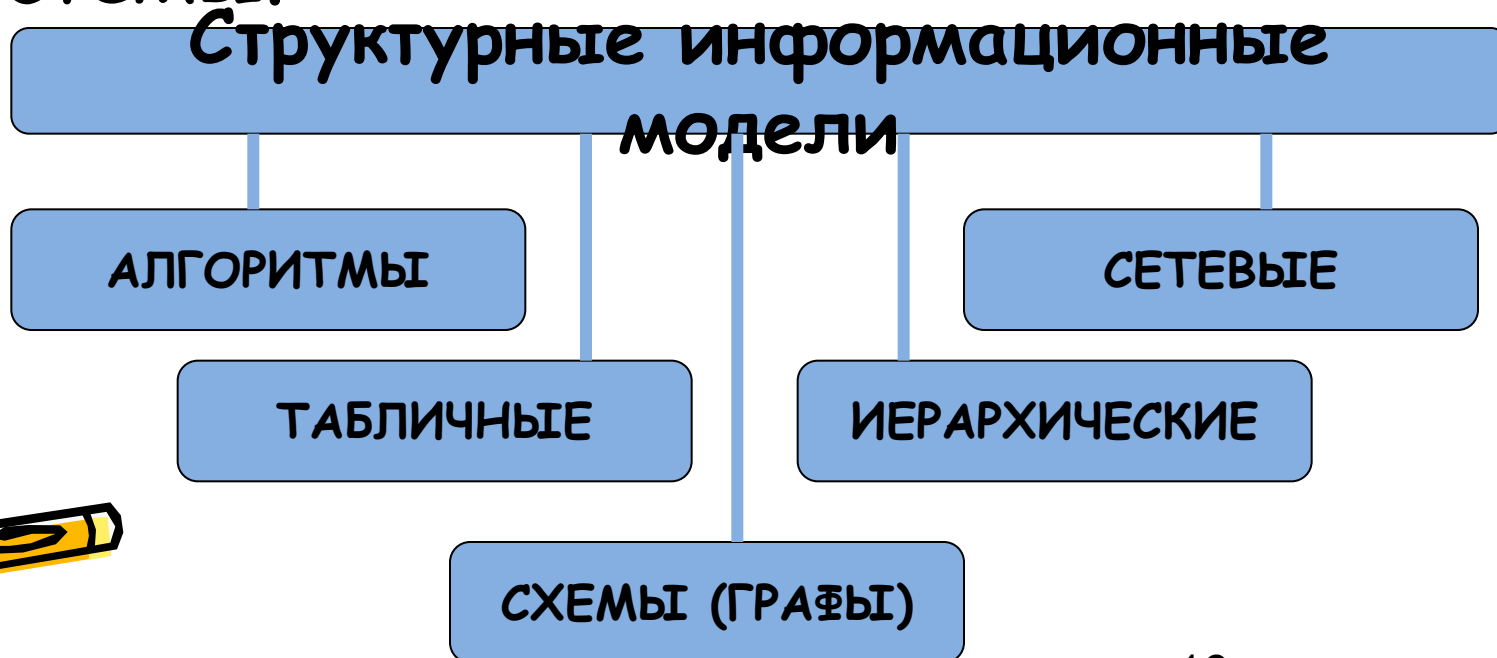 Структурные информационные
модели
АЛГОРИТМЫ
СЕТЕВЫЕ
ТАБЛИЧНЫЕ
ИЕРАРХИЧЕСКИЕ
СХЕМЫ (ГРАФЫ)